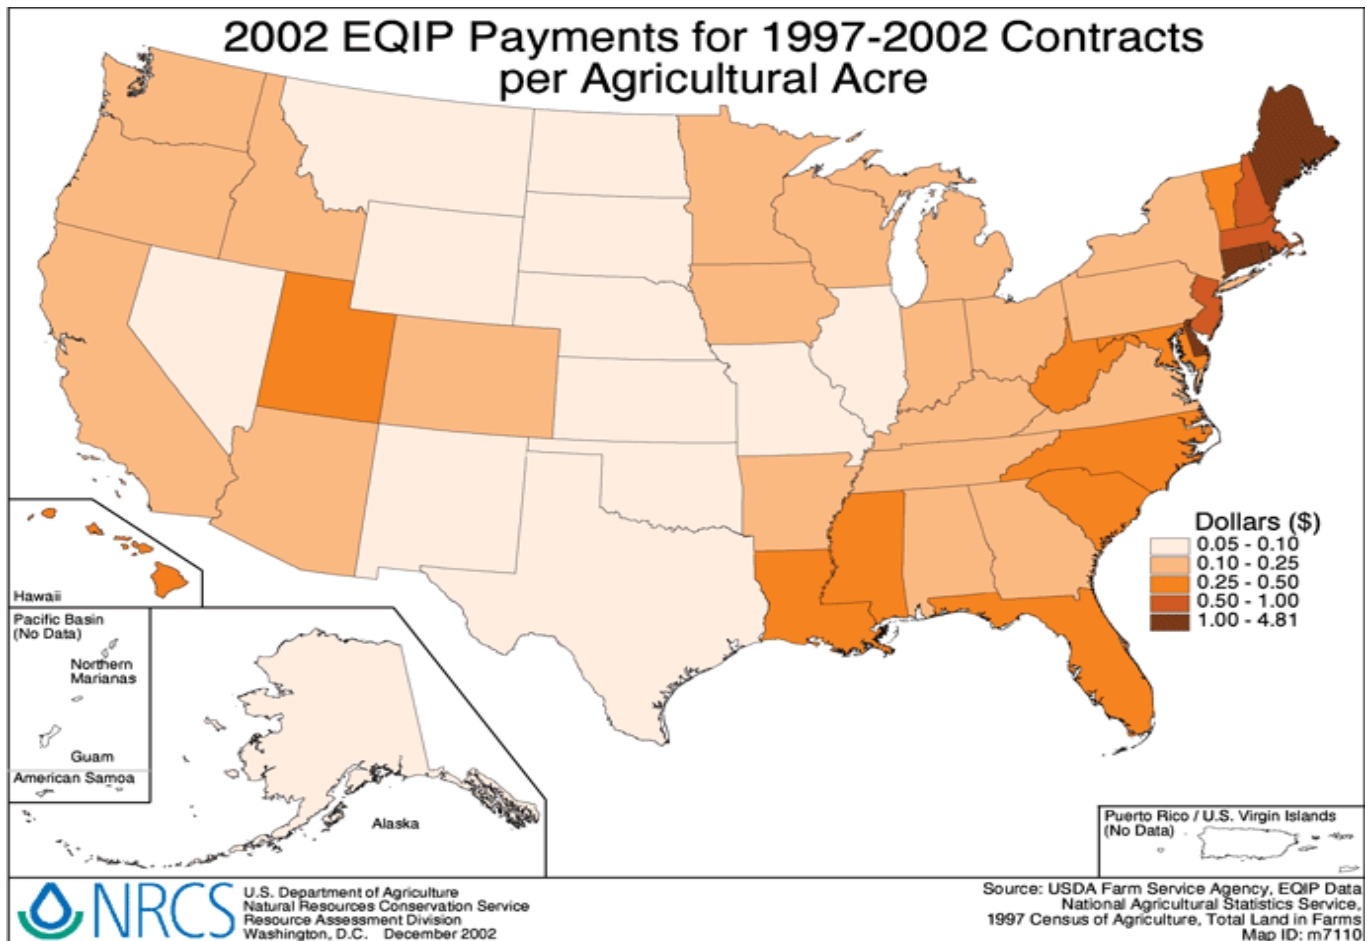 2002 EQIP Payments for 1997-2002 Contracts
per Agricultural Acre
Dollars ($)
0.05 - 0.10
0.10 - 0.25
0.25 - 0.50
0.50 - 1.00
1.00 - 4.81
Hawaii
Pacific Basin
(No Data)
Northern
Marianas
Guam
American Samoa
Alaska
Puerto Rico / U.S. Virgin Islands
(No Data)
NRCS
U.S. Department of Agriculture
Natural Resources Conservation Service
Resource Assessment Division
Washington, D.C. December 2002
Source: USDA Farm Service Agency, EQIP Data
National Agricultural Statistics Service,
1997 Census of Agriculture, Total Land in Farms
Map ID: m7110